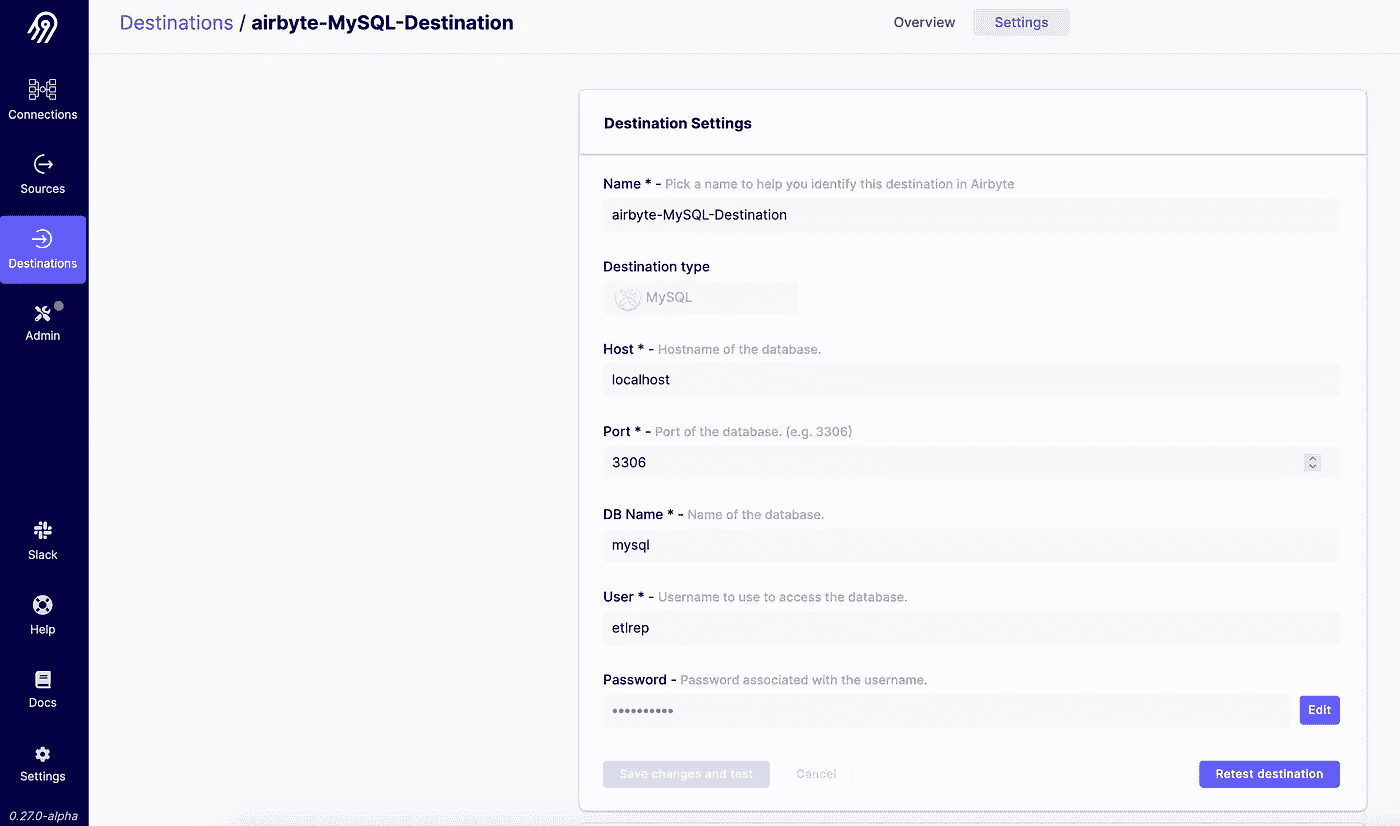 Destinations / airbyte-MySQL-Destination
Overview
Settings
Connections
Sources
Destinations
Admin
Slack
Help
Docs
Settings
0.27.0-alpha
Destination Settings
Name * - Pick a name to help you identify this destination in Airbyte
airbyte-MySQL-Destination
Destination type
MySQL
Host * - Hostname of the database.
localhost
Port * - Port of the database. (e.g. 3306)
3306
DB Name * - Name of the database.
mysql
User * - Username to use to access the database.
etlrep
Password - Password associated with the username.
••••••••••
Edit
Save changes and test
Cancel
Retest destination